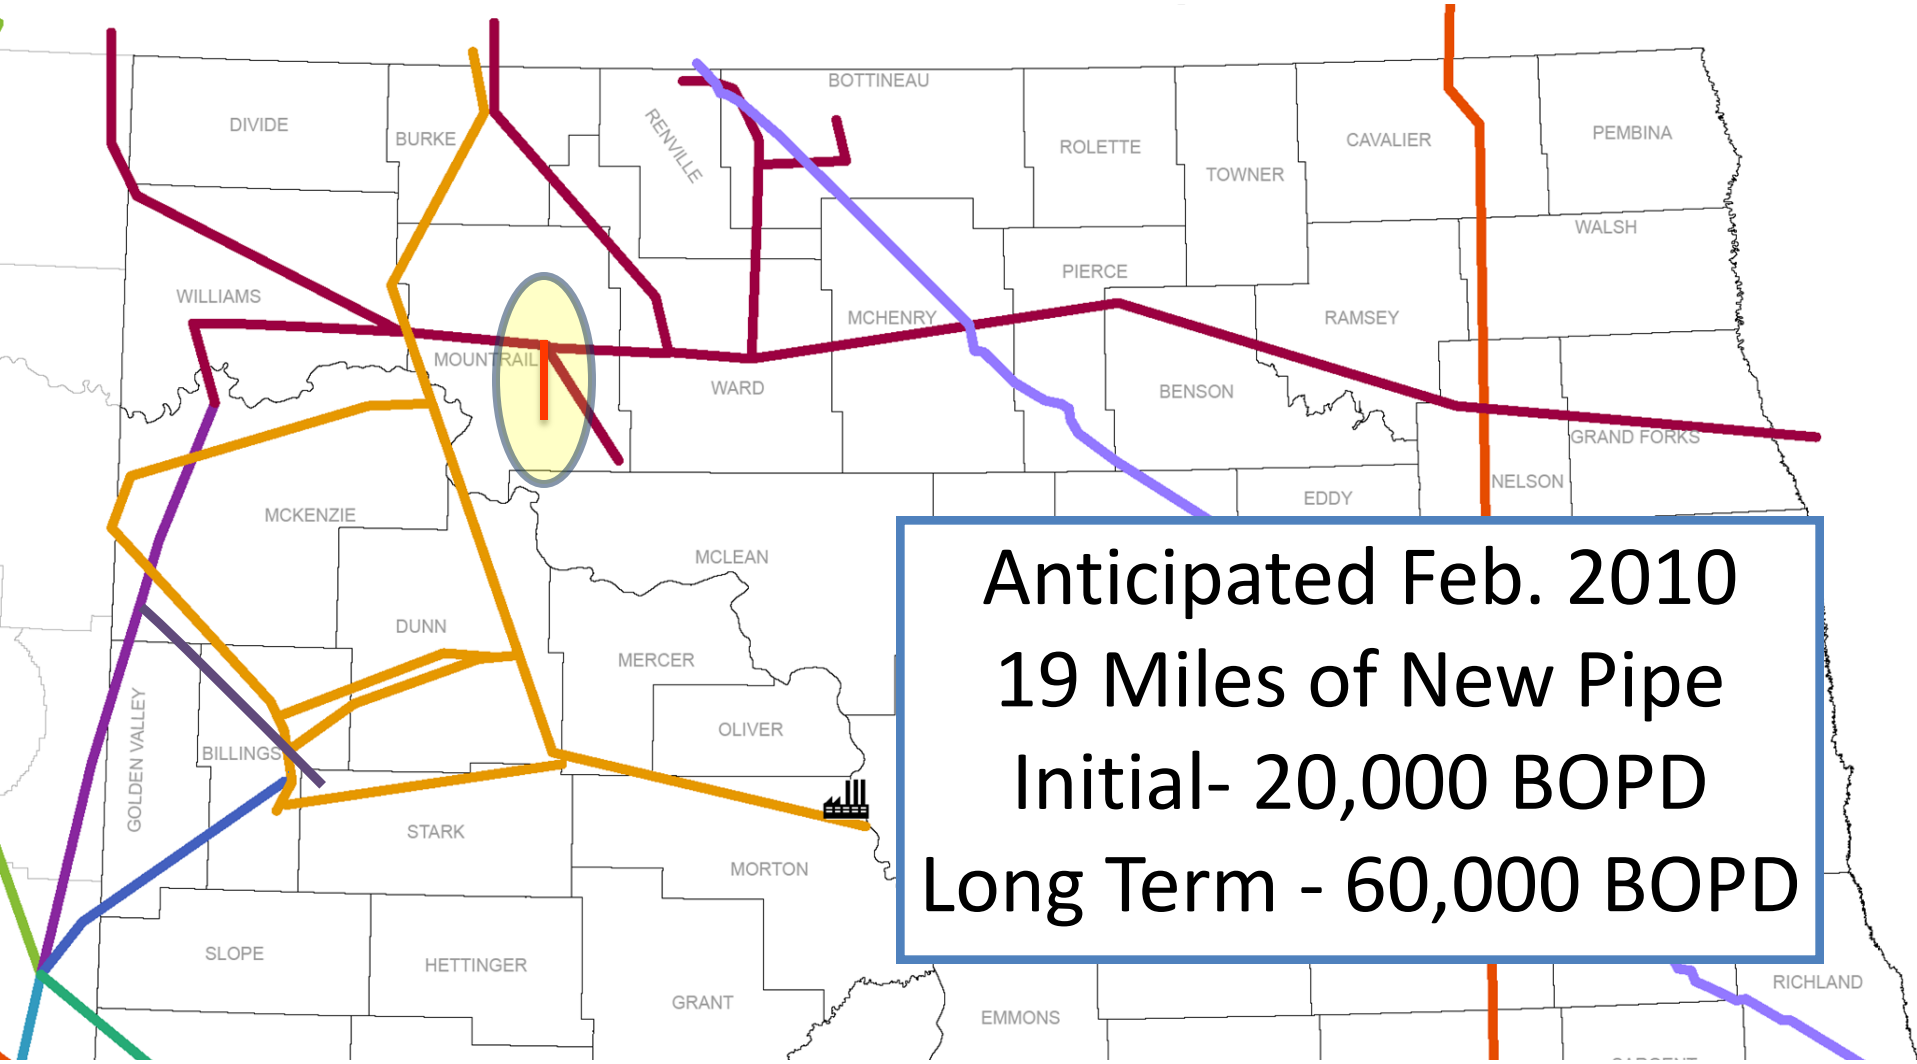 BOTTINEAU
DIVIDE
BURKE
RENVILLE
ROLETTE
CAVALIER
PEMBINA
TOWNER
WALSH
PIERCE
WILLIAMS
MCHENRY
RAMSEY
MOUNTRAIL
WARD
BENSON
GRAND FORKS
NELSON
EDDY
MCKENZIE
MCLEAN
DUNN
MERCER
GOLDEN VALLEY
BILLINGS
OLIVER
STARK
MORTON
Anticipated Feb. 2010
19 Miles of New Pipe
Initial- 20,000 BOPD
Long Term - 60,000 BOPD
SLOPE
HETTINGER
GRANT
EMMONS
RICHLAND